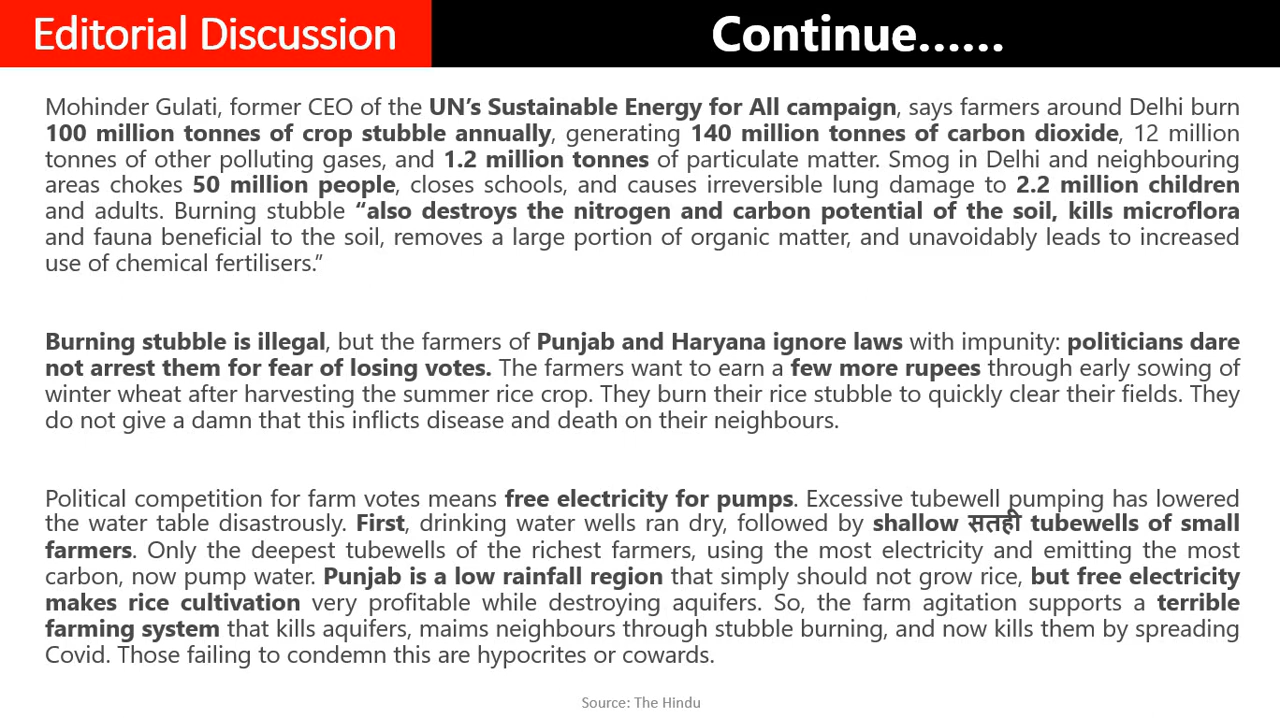 Editorial Discussion
Continue......
Mohinder Gulati, former CEO of the UN's Sustainable Energy for All campaign, says farmers around Delhi burn
100 million tonnes of crop stubble annually, generating 140 million tonnes of carbon dioxide, 12 million
tonnes of other polluting gases, and 1.2 million tonnes of particulate matter. Smog in Delhi and neighbouring
areas chokes 50 million people, closes schools, and causes irreversible lung damage to 2.2 million children
and adults. Burning stubble “also destroys the nitrogen and carbon potential of the soil, kills microflora
and fauna beneficial to the soil, removes a large portion of organic matter, and unavoidably leads to increased
use of chemical fertilisers.”
Burning stubble is illegal, but the farmers of Punjab and Haryana ignore laws with impunity: politicians dare
not arrest them for fear of losing votes. The farmers want to earn a few more rupees through early sowing of
winter wheat after harvesting the summer rice crop. They burn their rice stubble to quickly clear their fields. They
do not give a damn that this inflicts disease and death on their neighbours.
Political competition for farm votes means free electricity for pumps. Excessive tubewell pumping has lowered
the water table disastrously. First, drinking water wells ran dry, followed by shallow सतही tubewells of small
farmers. Only the deepest tubewells of the richest farmers, using the most electricity and emitting the most
carbon, now pump water. Punjab is a low rainfall region that simply should not grow rice, but free electricity
makes rice cultivation very profitable while destroying aquifers. So, the farm agitation supports a terrible
farming system that kills aquifers, maims neighbours through stubble burning, and now kills them by spreading
Covid. Those failing to condemn this are hypocrites or cowards.
Source: The Hindu